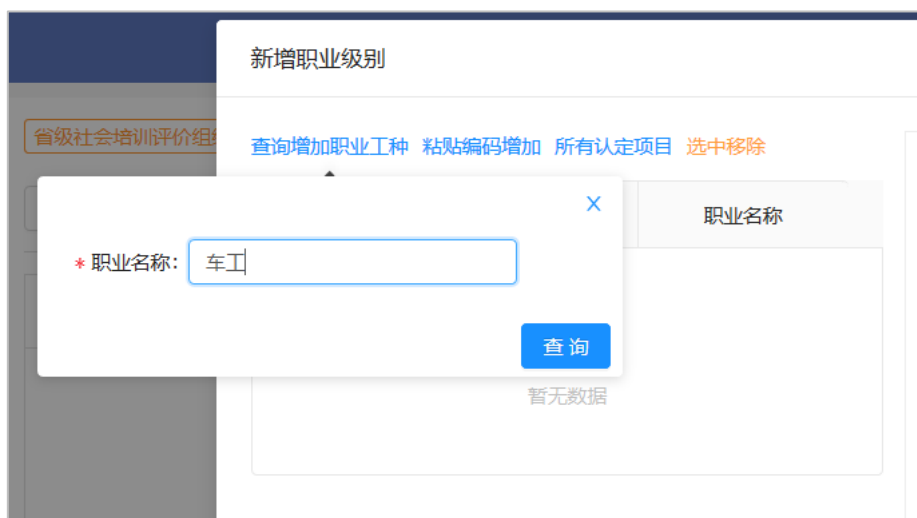 新增职业级别
省级社会培训评价组
查询增加职业工种 粘贴编码增加 所有认定项目 选中移除
职业名称
* 职业名称： 车工
查询
暂无数据